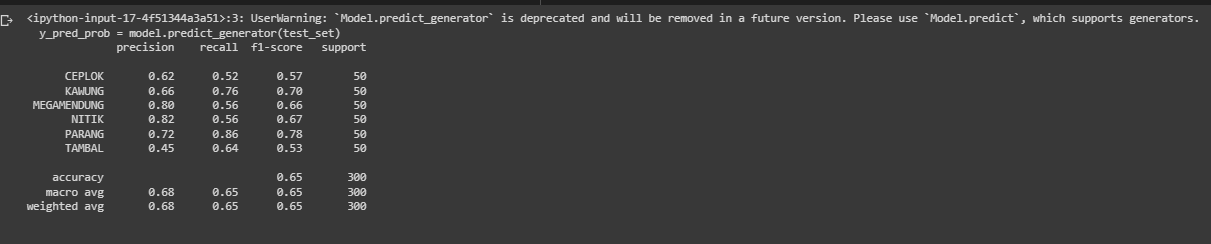 <ipython-input-17-4f51344a3a51>:3: UserWarning: `Model.predict_generator` is deprecated and will be removed in a future version. Please use `Model.predict`, which supports generators.
  y_pred_prob = model.predict_generator(test_set)
              precision    recall  f1-score   support

      CEPLOK       0.62      0.52      0.57        50
      KAWUNG       0.66      0.76      0.70        50
 MEGAMENDUNG       0.80      0.56      0.66        50
       NITIK       0.82      0.56      0.67        50
      PARANG       0.72      0.86      0.78        50
      TAMBAL       0.45      0.64      0.53        50

    accuracy                           0.65       300
   macro avg       0.68      0.65      0.65       300
weighted avg       0.68      0.65      0.65       300